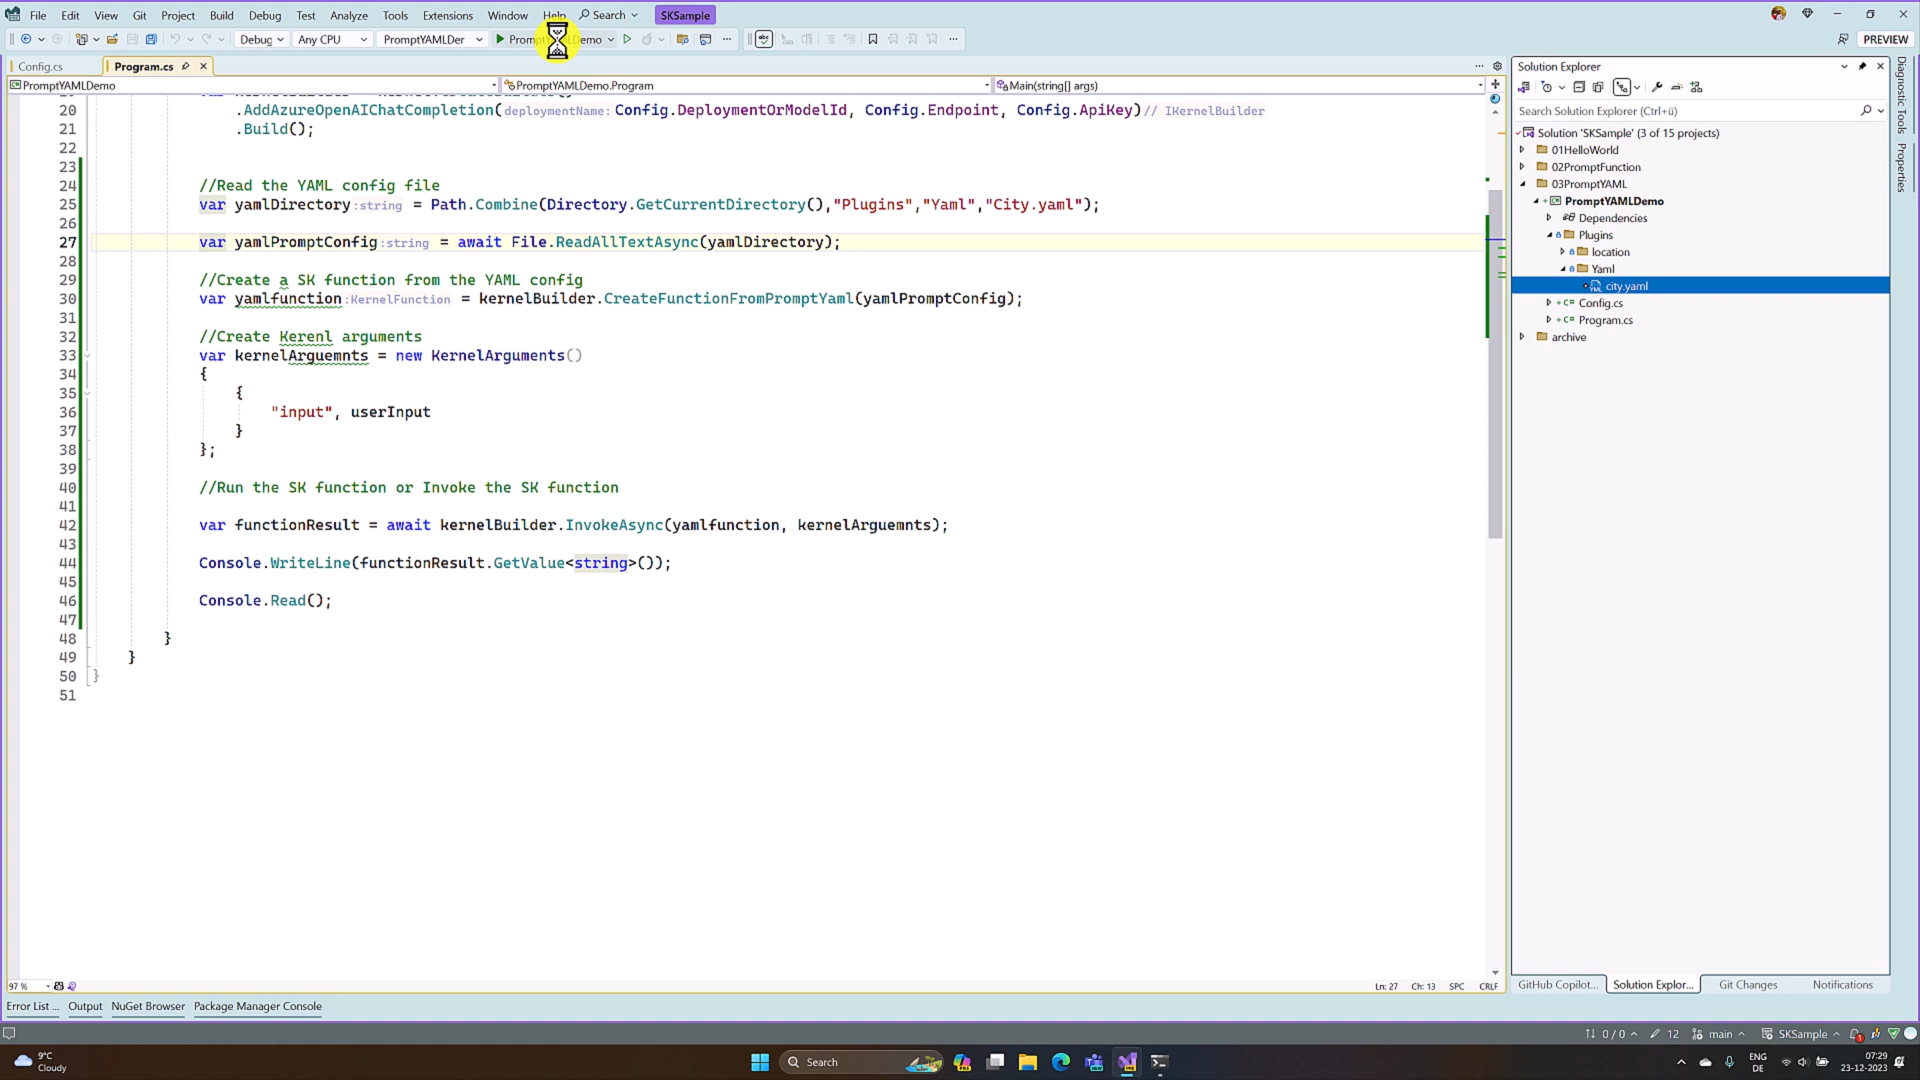 File Edit View Git Project Build Debug Test Analyze Tools Extensions Window Help Search SKSample
Debug Any CPU PromptYAMLDer PromptYAMLDemo PREVIEW
Config.cs Program.cs
PromptYAMLDemo PromptYAMLDemo.Program Main(string[] args)
20 .AddAzureOpenAIChatCompletion(deploymentName: Config.DeploymentOrModelId, Config.Endpoint, Config.ApiKey)// IKernelBuilder
21 .Build();
22
23
24 //Read the YAML config file
25 var yamlDirectory:string = Path.Combine(Directory.GetCurrentDirectory(),"Plugins","Yaml","City.yaml");
26
27 var yamlPromptConfig:string = await File.ReadAllTextAsync(yamlDirectory);
28
29 //Create a SK function from the YAML config
30 var yamlfunction:KernelFunction = kernelBuilder.CreateFunctionFromPromptYaml(yamlPromptConfig);
31
32 //Create Kerenl arguments
33 var kernelArguemnts = new KernelArguments()
34 {
35 {
36 "input", userInput
37 }
38 };
39
40 //Run the SK function or Invoke the SK function
41
42 var functionResult = await kernelBuilder.InvokeAsync(yamlfunction, kernelArguemnts);
43
44 Console.WriteLine(functionResult.GetValue<string>());
45
46 Console.Read();
47
48 }
49 }
50 }
51
97 % Ln: 27 Ch: 13 SPC CRLF
Error List ... Output NuGet Browser Package Manager Console
Solution Explorer
Search Solution Explorer (Ctrl+ü)
Solution 'SKSample' (3 of 15 projects)
01HelloWorld
02PromptFunction
03PromptYAML
PromptYAMLDemo
Dependencies
Plugins
location
Yaml
city.yaml
Config.cs
Program.cs
archive
GitHub Copilot... Solution Explor... Git Changes Notifications
Diagnostic Tools
Properties
0 / 0 12 main SKSample 1
9°C
Cloudy
Search
ENG
DE
07:29
23-12-2023